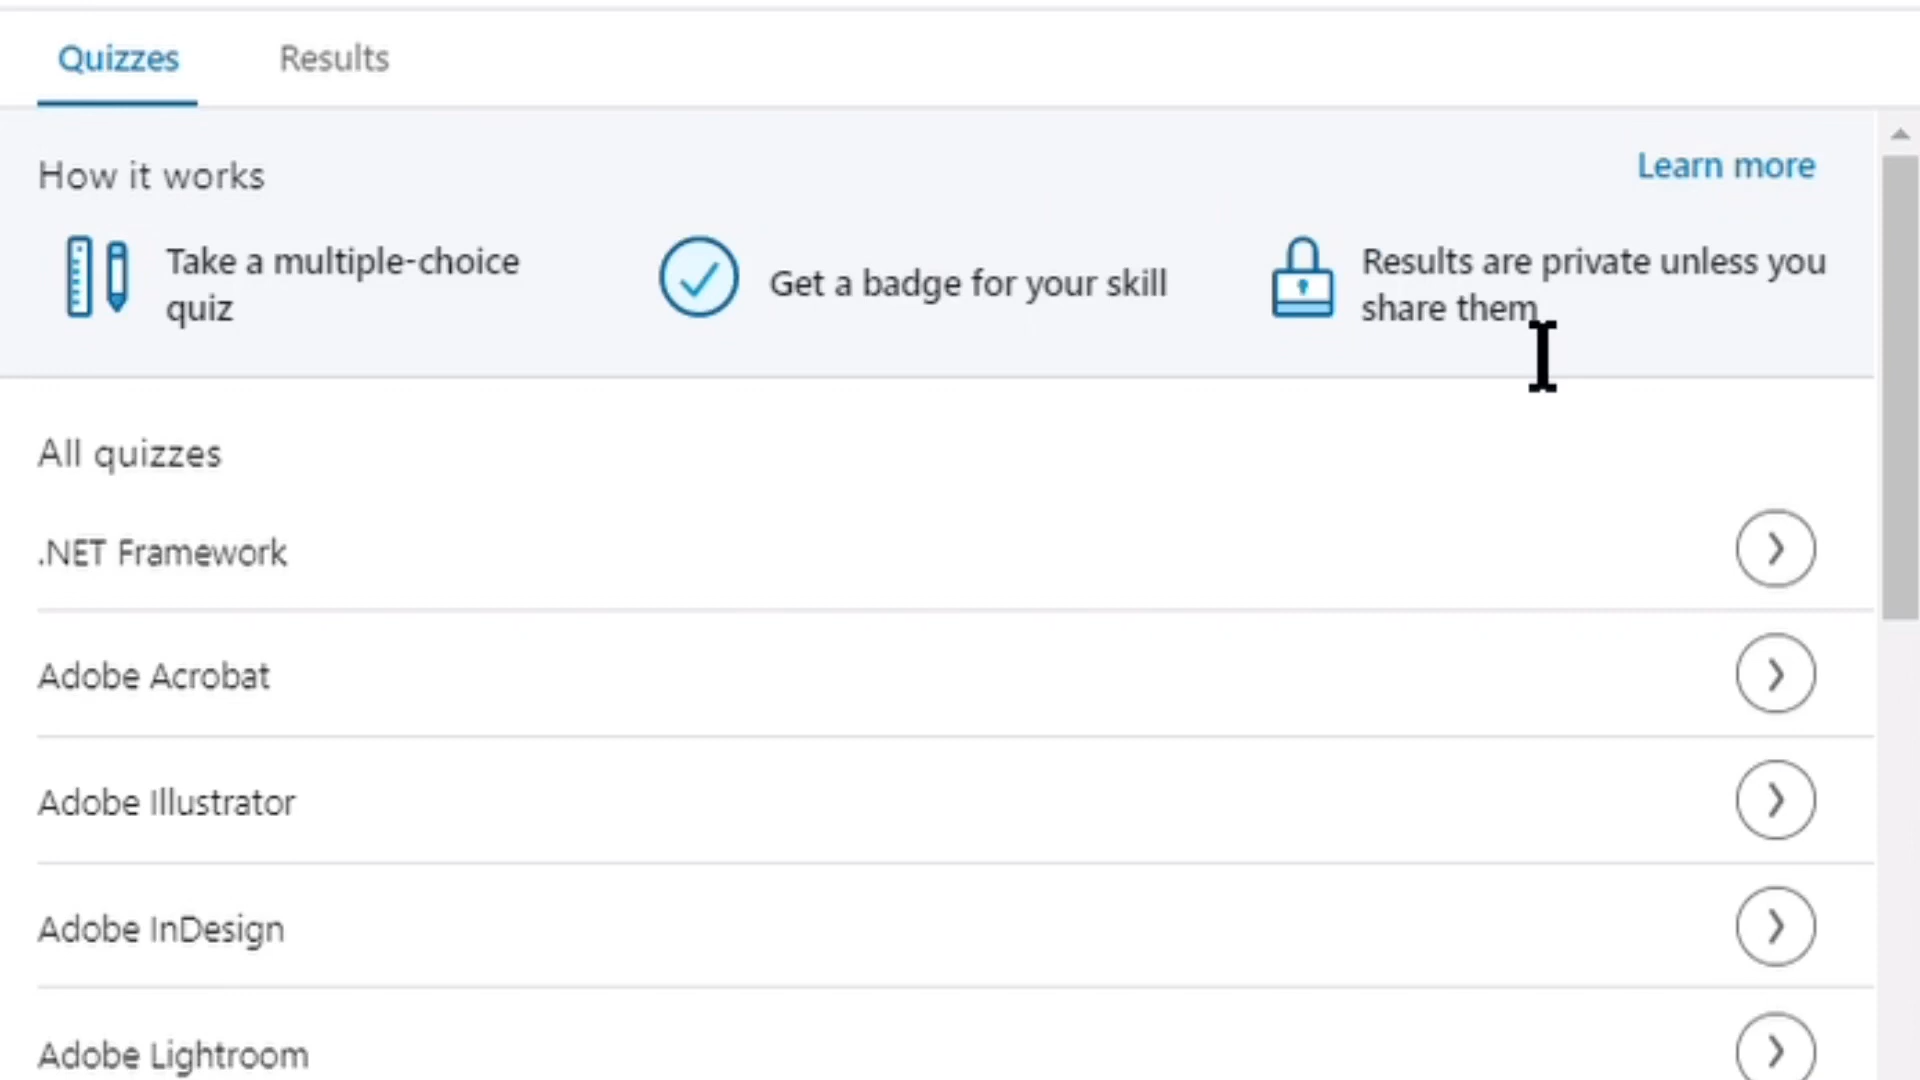 Quizzes Results
How it works Learn more
Take a multiple-choice
quiz
Get a badge for your skill
Results are private unless you
share them
All quizzes
.NET Framework
Adobe Acrobat
Adobe Illustrator
Adobe InDesign
Adobe Lightroom